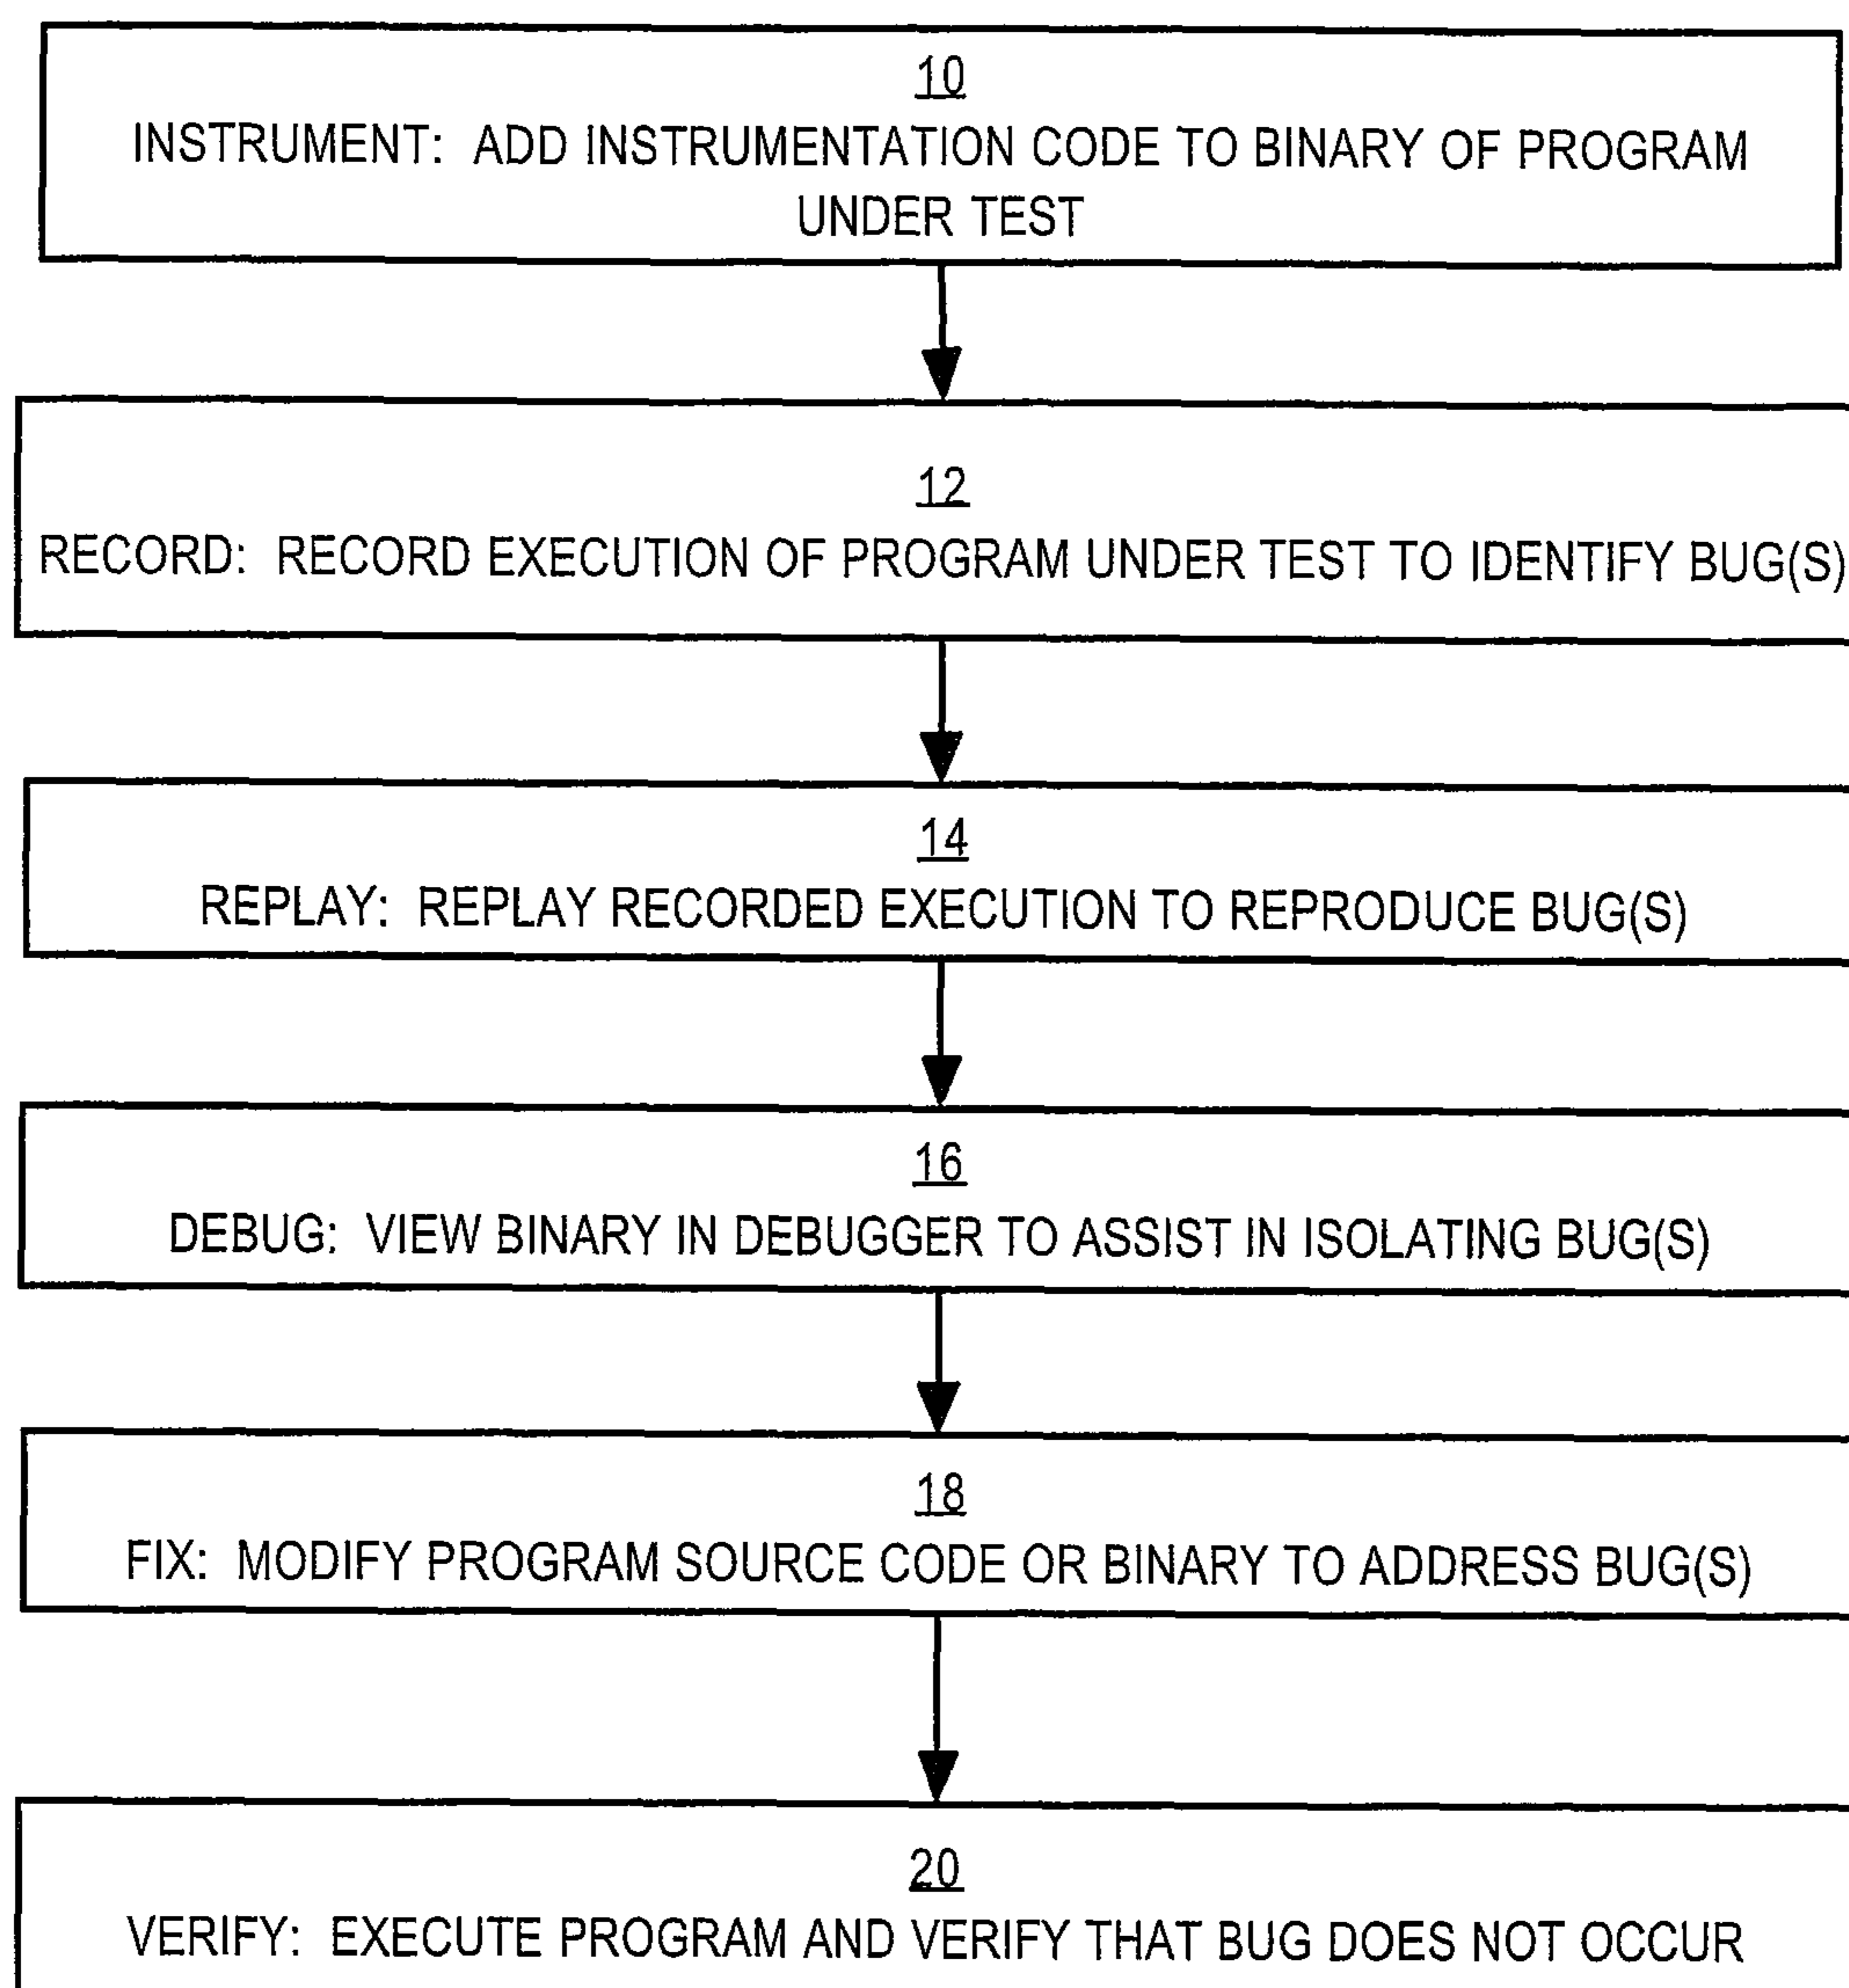 10
INSTRUMENT: ADD INSTRUMENTATION CODE TO BINARY OF PROGRAM
UNDER TEST
12
RECORD: RECORD EXECUTION OF PROGRAM UNDER TEST TO IDENTIFY BUG(S)
14
REPLAY: REPLAY RECORDED EXECUTION TO REPRODUCE BUG(S)
16
DEBUG: VIEW BINARY IN DEBUGGER TO ASSIST IN ISOLATING BUG(S)
18
FIX: MODIFY PROGRAM SOURCE CODE OR BINARY TO ADDRESS BUG(S)
20
VERIFY: EXECUTE PROGRAM AND VERIFY THAT BUG DOES NOT OCCUR